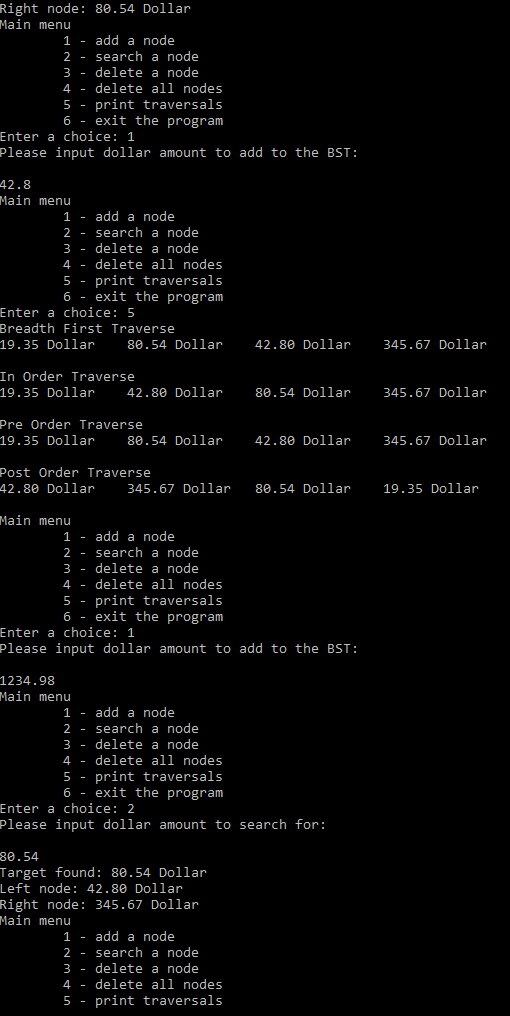 Right node: 80.54 Dollar
Main menu
1 - add a node
2 - search a node
3 - delete a node
4 - delete all nodes
5 - print traversals
6 - exit the program
Enter a choice: 1
Please input dollar amount to add to the BST:
42.8
Main menu
1 - add a node
2 - search a node
3 - delete a node
4 - delete all nodes
5 - print traversals
6 - exit the program
Enter a choice: 5
Breadth First Traverse
19.35 Dollar    80.54 Dollar    42.80 Dollar    345.67 Dollar
In Order Traverse
19.35 Dollar    42.80 Dollar    80.54 Dollar    345.67 Dollar
Pre Order Traverse
19.35 Dollar    80.54 Dollar    42.80 Dollar    345.67 Dollar
Post Order Traverse
42.80 Dollar    345.67 Dollar   80.54 Dollar    19.35 Dollar
Main menu
1 - add a node
2 - search a node
3 - delete a node
4 - delete all nodes
5 - print traversals
6 - exit the program
Enter a choice: 1
Please input dollar amount to add to the BST:
1234.98
Main menu
1 - add a node
2 - search a node
3 - delete a node
4 - delete all nodes
5 - print traversals
6 - exit the program
Enter a choice: 2
Please input dollar amount to search for:
80.54
Target found: 80.54 Dollar
Left node: 42.80 Dollar
Right node: 345.67 Dollar
Main menu
1 - add a node
2 - search a node
3 - delete a node
4 - delete all nodes
5 - print traversals